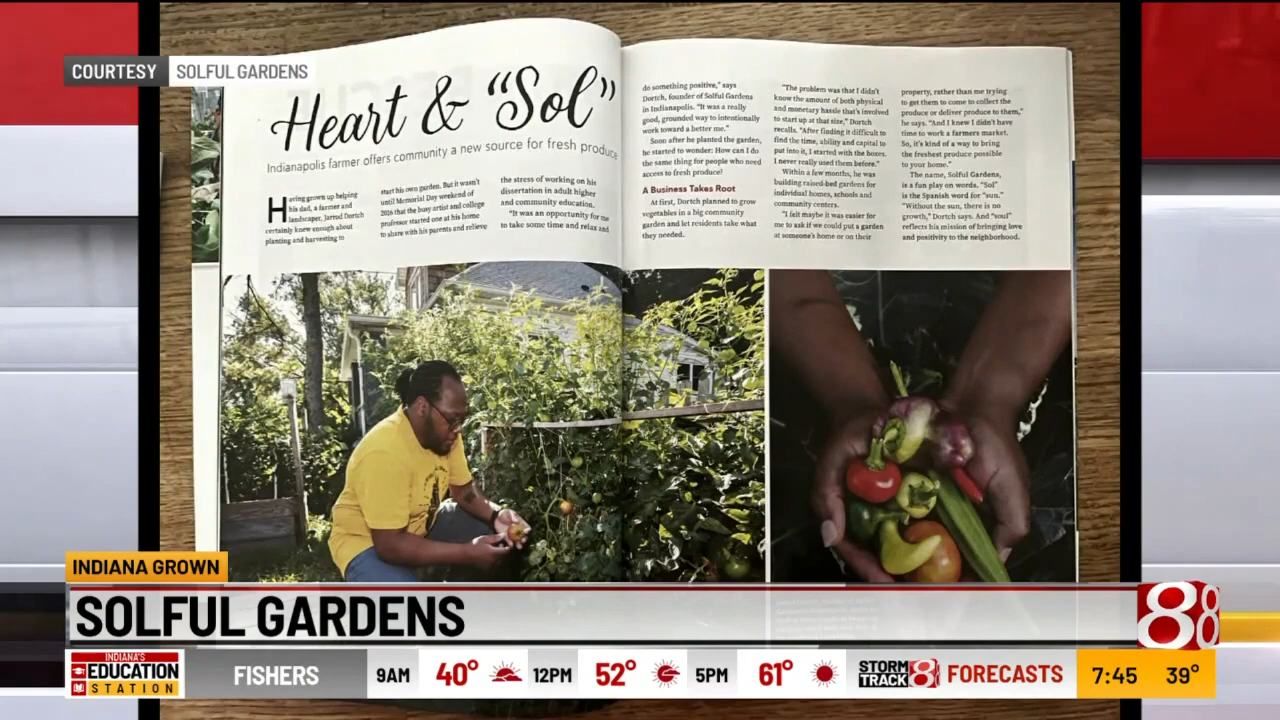 COURTESY SOLFUL GARDENS
Heart & “Sol”
Indianapolis farmer offers community a new source for fresh produce
Having grown up helping
his dad, a farmer and
landscaper, Jarrod Dortch
certainly knew enough about
planting and harvesting to
start his own garden. But it wasn't
until Memorial Day weekend of
2016 that the busy artist and college
professor started one at his home
to share with his parents and relieve
the stress of working on his
dissertation in adult higher
and community education.
“It was an opportunity for me
to take some time and relax and
do something positive,” says
Dortch, founder of Solful Gardens
in Indianapolis. “It was a really
good, grounded way to intentionally
work toward a better me.”
Soon after he planted the garden,
he started to wonder: How can I do
the same thing for people who need
access to fresh produce?
A Business Takes Root
At first, Dortch planned to grow
vegetables in a big community
garden and let residents take what
they needed.
“The problem was that I didn't
know the amount of both physical
and monetary hassle that's involved
to start up at that size,” Dortch
recalls. “After finding it difficult to
find the time, ability and capital to
put into it, I started with the boxes.
I never really used them before.”
Within a few months, he was
building raised-bed gardens for
individual homes, schools and
community centers.
“I felt maybe it was easier for
me to ask if we could put a garden
at someone's home or on their
property, rather than me trying
to get them to come to collect the
produce or deliver produce to them,”
he says. “And I knew I didn't have
time to work a farmers market.
So, it's kind of a way to bring
the freshest produce possible
to your home.”
The name, Solful Gardens,
is a fun play on words. “Sol”
is the Spanish word for “sun.”
“Without the sun, there is no
growth,” Dortch says. And “soul”
reflects his mission of bringing love
and positivity to the neighborhood.
INDIANA GROWN
SOLFUL GARDENS
8
8
INDIANA'S
EDUCATION
STATION
FISHERS 9AM 40° 12PM 52° 5PM 61° STORM TRACK 8 FORECASTS 7:45 39°